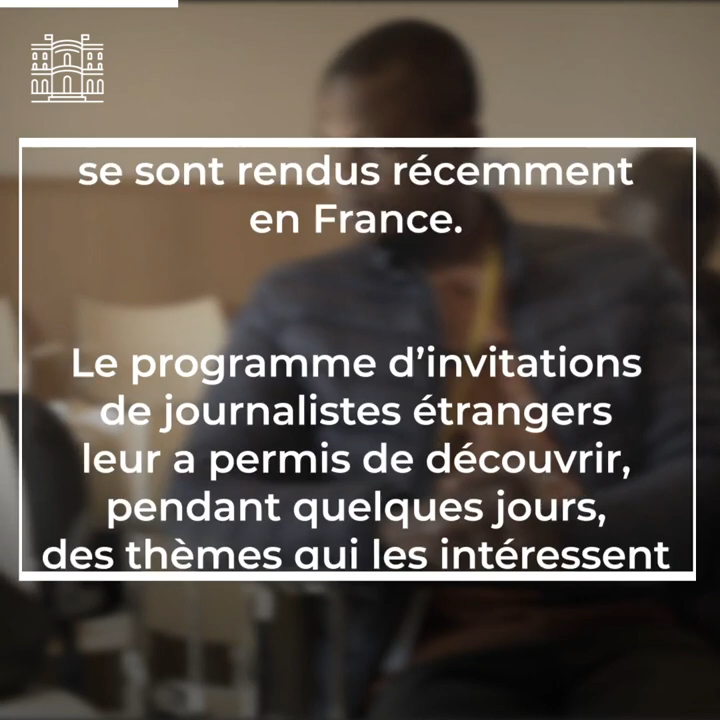 se sont rendus récemment
en France.
Le programme d’invitations
de journalistes étrangers
leur a permis de découvrir,
pendant quelques jours,
des thèmes qui les intéressent